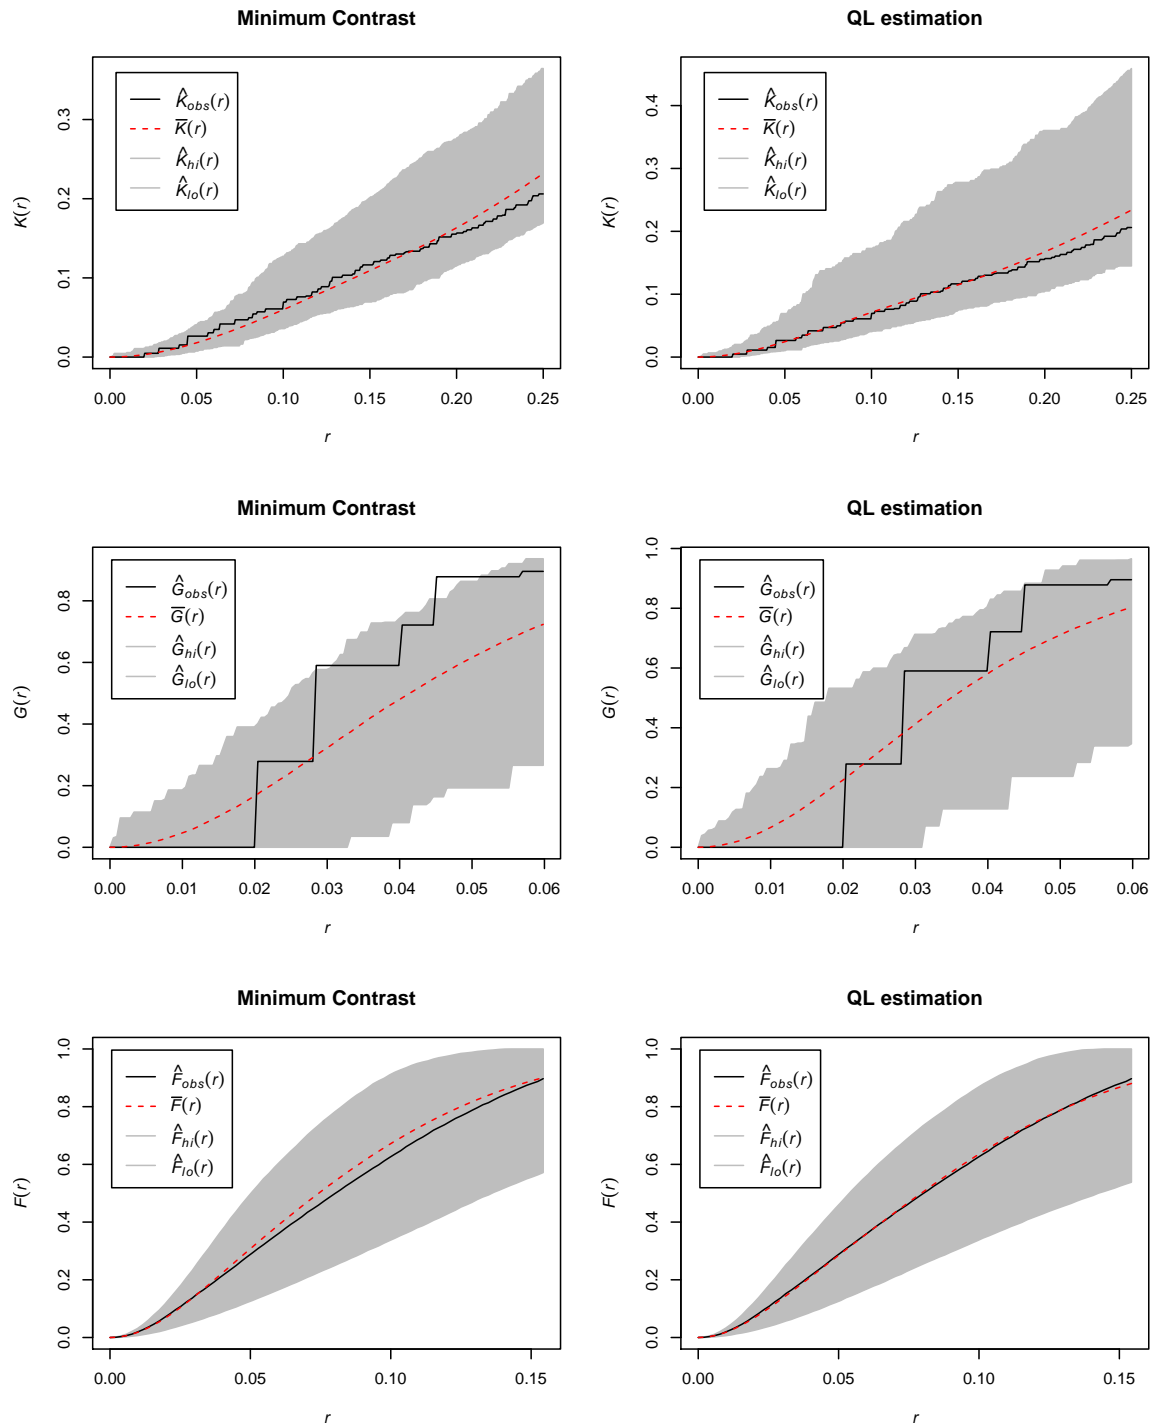 Minimum Contrast
K̂obs(r)
K̄(r)
K̂hi(r)
K̂lo(r)
K(r)
0.0 0.1 0.2 0.3
0.00 0.05 0.10 0.15 0.20 0.25
r
QL estimation
K̂obs(r)
K̄(r)
K̂hi(r)
K̂lo(r)
K(r)
0.0 0.1 0.2 0.3 0.4
0.00 0.05 0.10 0.15 0.20 0.25
r
Minimum Contrast
Ĝobs(r)
Ḡ(r)
Ĝhi(r)
Ĝlo(r)
G(r)
0.0 0.2 0.4 0.6 0.8
0.00 0.01 0.02 0.03 0.04 0.05 0.06
r
QL estimation
Ĝobs(r)
Ḡ(r)
Ĝhi(r)
Ĝlo(r)
G(r)
0.0 0.2 0.4 0.6 0.8 1.0
0.00 0.01 0.02 0.03 0.04 0.05 0.06
r
Minimum Contrast
F̂obs(r)
F̄(r)
F̂hi(r)
F̂lo(r)
F(r)
0.0 0.2 0.4 0.6 0.8 1.0
0.00 0.05 0.10 0.15
r
QL estimation
F̂obs(r)
F̄(r)
F̂hi(r)
F̂lo(r)
F(r)
0.0 0.2 0.4 0.6 0.8 1.0
0.00 0.05 0.10 0.15
r